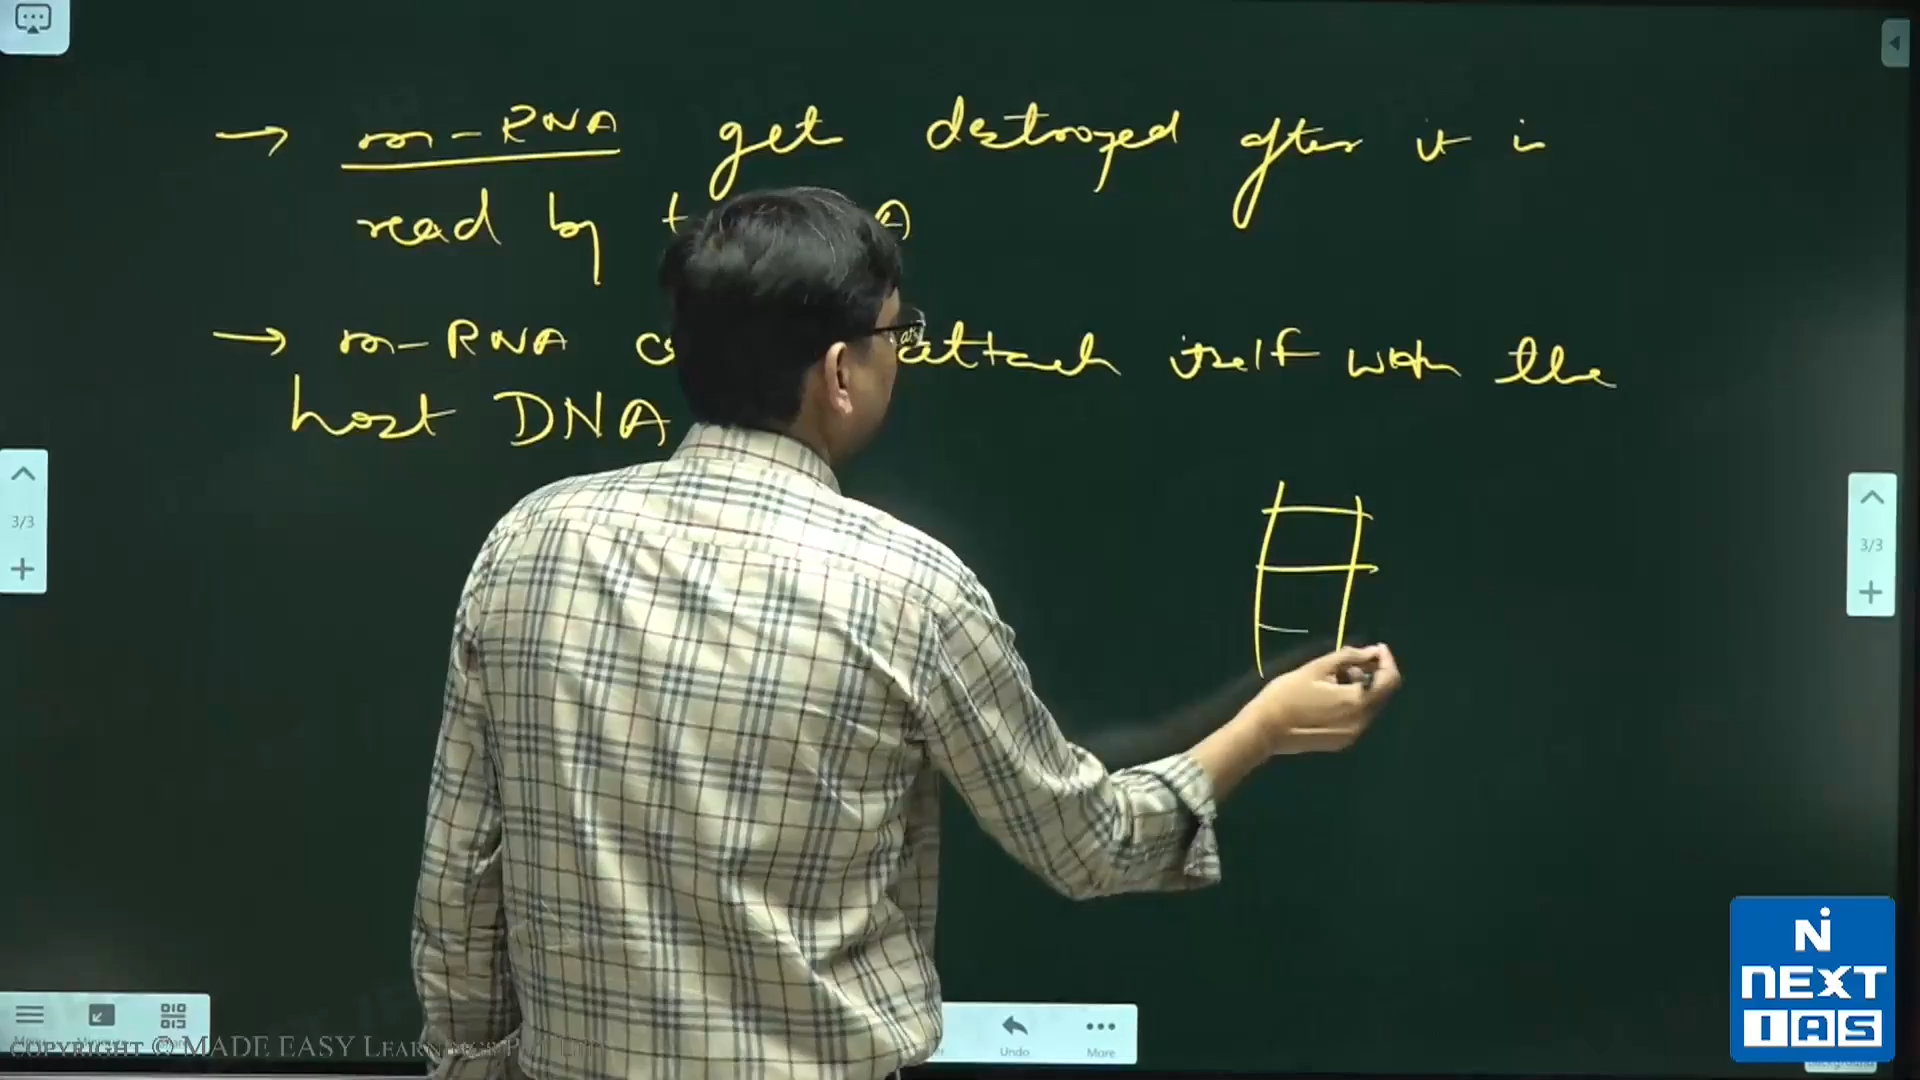 → m-RNA get destroyed after it is
read by t A
→ m-RNA c attach itself with the
host DNA
3/3
3/3
Undo
More
N
NEXT
IAS
COPYRIGHT © MADE EASY